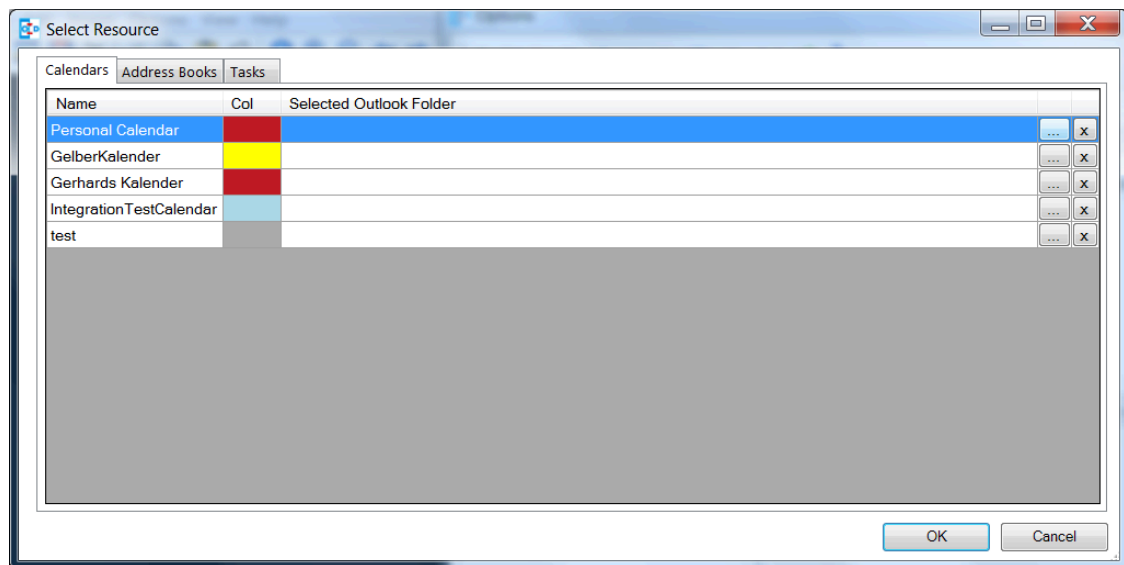 Select Resource
Calendars Address Books Tasks
Name Col Selected Outlook Folder
Personal Calendar ... x
GelberKalender ... x
Gerhards Kalender ... x
IntegrationTestCalendar ... x
test ... x
OK Cancel